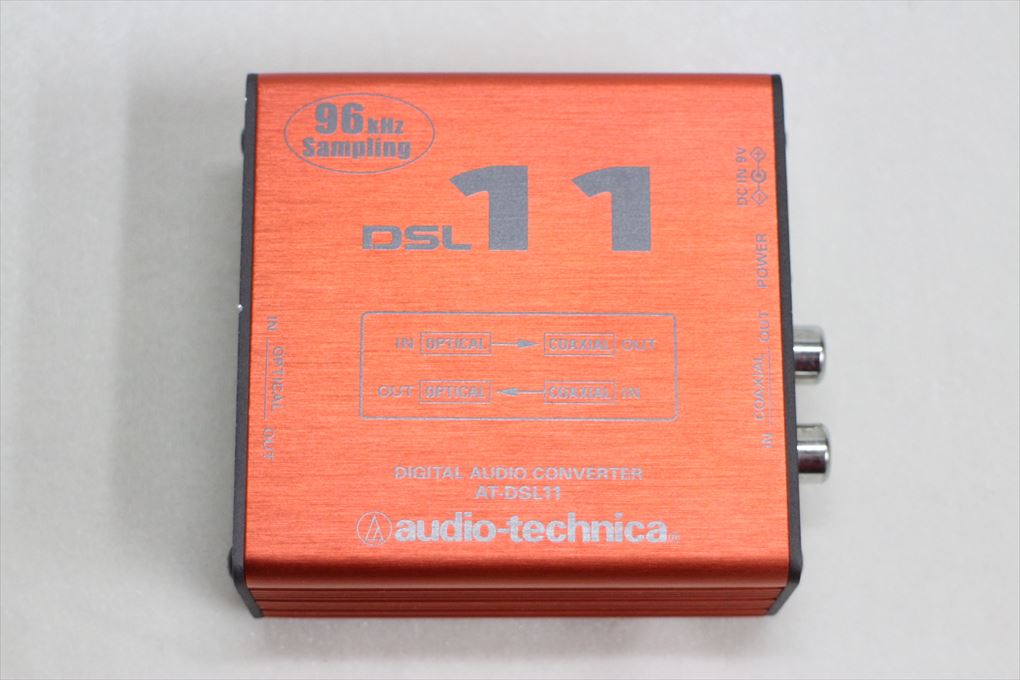 96kHz
Sampling
DSL11
DC IN 9V
POWER
IN COAXIAL OUT
IN OPTICAL OUT
IN OPTICAL COAXIAL OUT
OUT OPTICAL COAXIAL IN
DIGITAL AUDIO CONVERTER
AT-DSL11
audio-technica